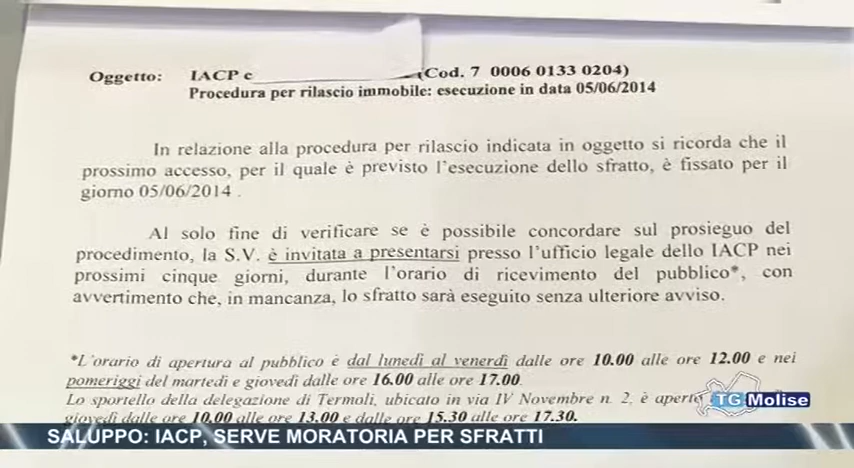 Oggetto: IACP c (Cod. 7 0006 0133 0204)
Procedura per rilascio immobile: esecuzione in data 05/06/2014
In relazione alla procedura per rilascio indicata in oggetto si ricorda che il
prossimo accesso, per il quale è previsto l'esecuzione dello sfratto, è fissato per il
giorno 05/06/2014 .
Al solo fine di verificare se è possibile concordare sul prosieguo del
procedimento, la S.V. è invitata a presentarsi presso l'ufficio legale dello IACP nei
prossimi cinque giorni, durante l'orario di ricevimento del pubblico*, con
avvertimento che, in mancanza, lo sfratto sarà eseguito senza ulteriore avviso.
*L'orario di apertura al pubblico è dal lunedì al venerdì dalle ore 10.00 alle ore 12.00 e nei
pomeriggi del martedì e giovedì dalle ore 16.00 alle ore 17.00.
Lo sportello della delegazione di Termoli, ubicato in via IV Novembre n. 2, è
giovedì dalle ore 10.00 alle ore 13.00 e dalle ore 15.30 alle ore 17.30.
TG Molise
SALUPPO: IACP, SERVE MORATORIA PER SFRATTI